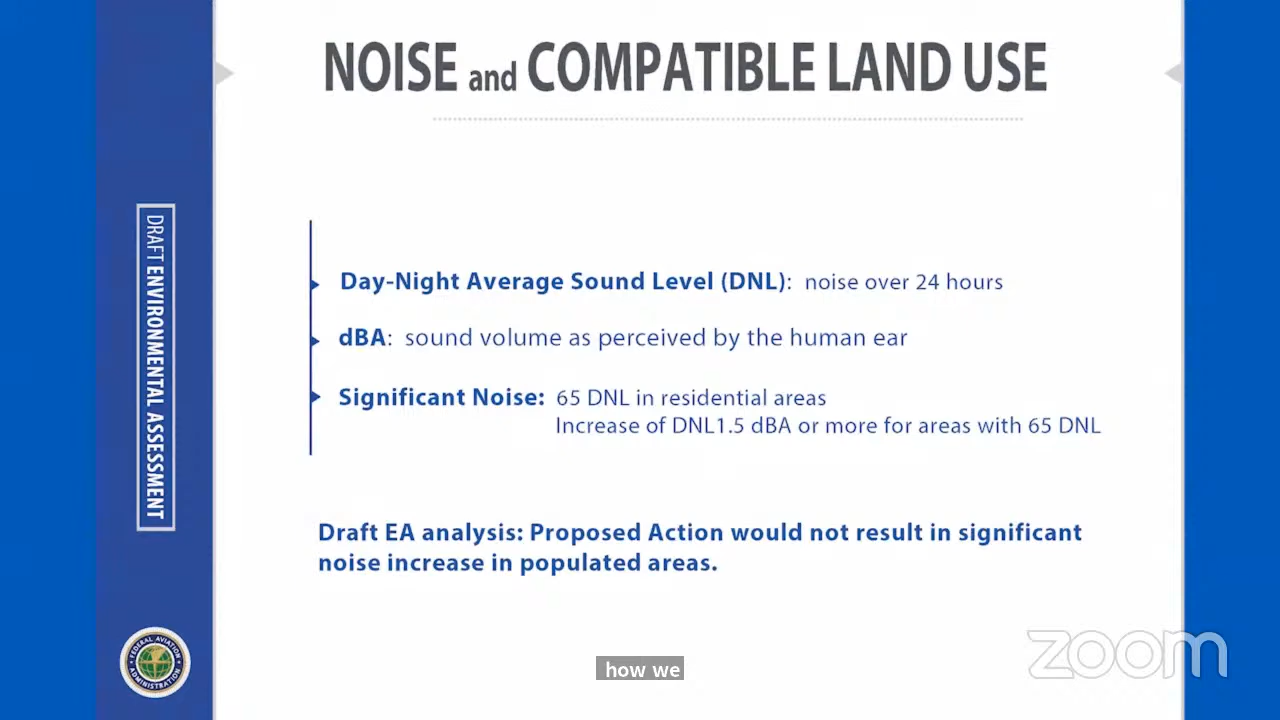 NOISE and COMPATIBLE LAND USE
DRAFT ENVIRONMENTAL ASSESSMENT
Day-Night Average Sound Level (DNL): noise over 24 hours
dBA: sound volume as perceived by the human ear
Significant Noise: 65 DNL in residential areas
Increase of DNL1.5 dBA or more for areas with 65 DNL
Draft EA analysis: Proposed Action would not result in significant
noise increase in populated areas.
FEDERAL AVIATION
ADMINISTRATION
zoom
how we